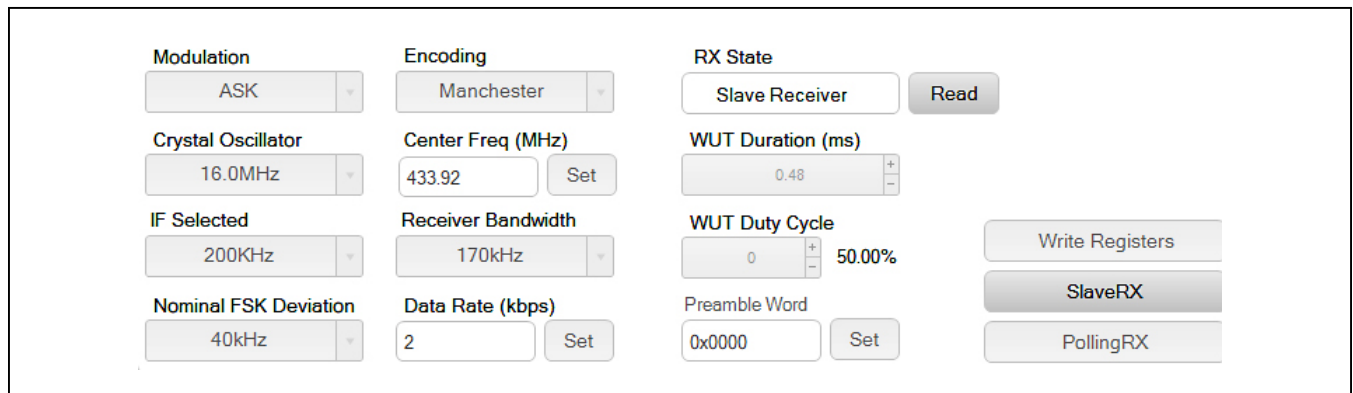 Modulation
ASK
Encoding
Manchester
RX State
Slave Receiver
Read
Crystal Oscillator
16.0MHz
Center Freq (MHz)
433.92
Set
WUT Duration (ms)
0.48
+
−
IF Selected
200KHz
Receiver Bandwidth
170kHz
WUT Duty Cycle
0
+
−
50.00%
Write Registers
SlaveRX
PollingRX
Nominal FSK Deviation
40kHz
Data Rate (kbps)
2
Set
Preamble Word
0x0000
Set